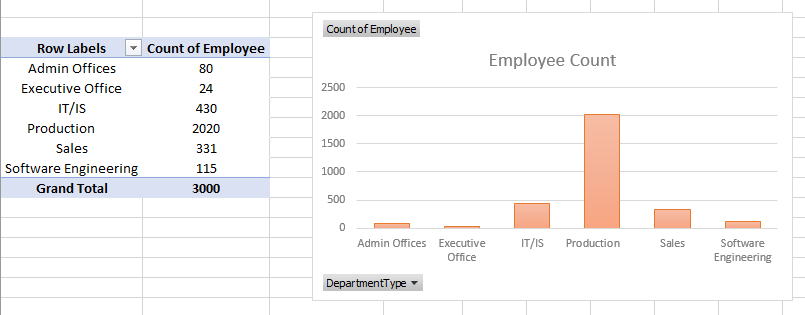 Row Labels Count of Employee
Admin Offices 80
Executive Office 24
IT/IS 430
Production 2020
Sales 331
Software Engineering 115
Grand Total 3000
Count of Employee
Employee Count
2500
2000
1500
1000
500
0
Admin Offices Executive Office IT/IS Production Sales Software Engineering
DepartmentType